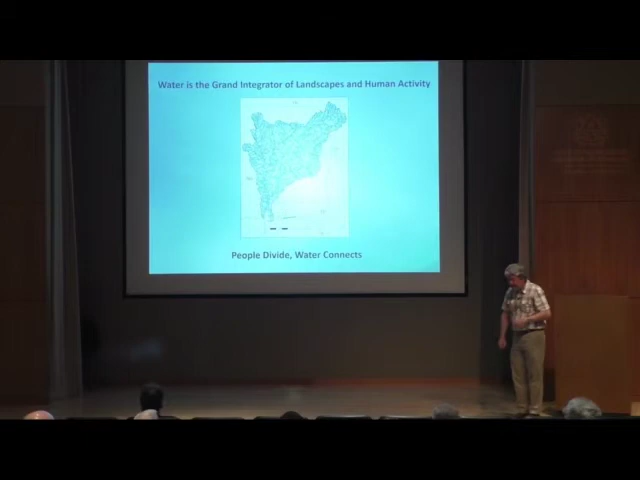 Water is the Grand Integrator of Landscapes and Human Activity
People Divide, Water Connects